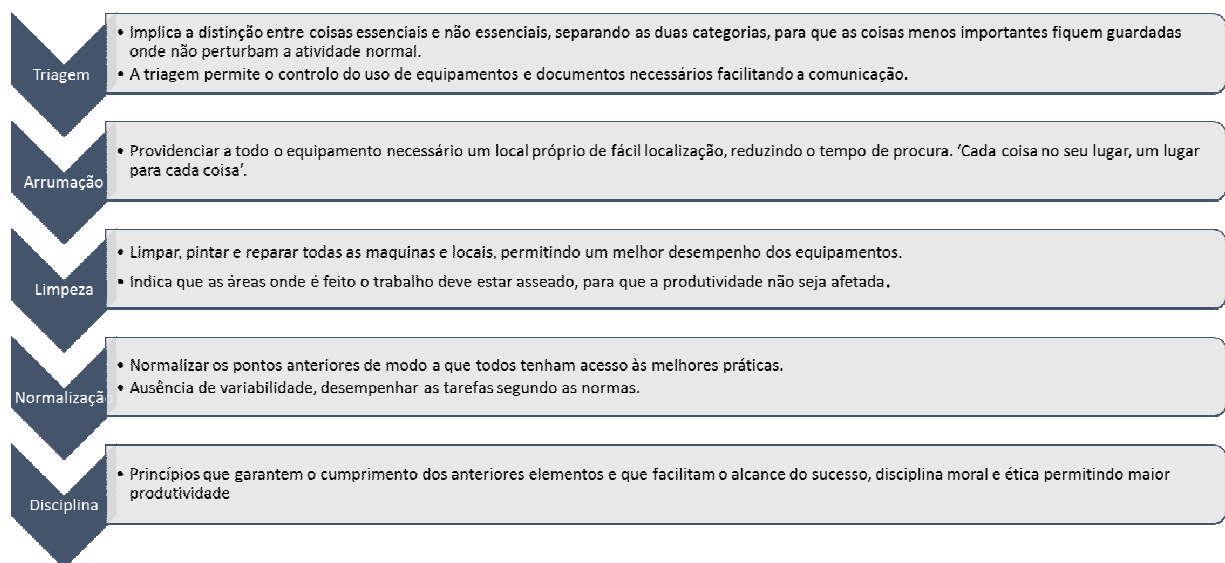 Triagem
• Implica a distinção entre coisas essenciais e não essenciais, separando as duas categorias, para que as coisas menos importantes fiquem guardadas
onde não perturbam a atividade normal.
• A triagem permite o controlo do uso de equipamentos e documentos necessários facilitando a comunicação.
Arrumação
• Providenciar a todo o equipamento necessário um local próprio de fácil localização, reduzindo o tempo de procura. ‘Cada coisa no seu lugar, um lugar
para cada coisa’.
Limpeza
• Limpar, pintar e reparar todas as maquinas e locais, permitindo um melhor desempenho dos equipamentos.
• Indica que as áreas onde é feito o trabalho deve estar asseado, para que a produtividade não seja afetada.
Normalização
• Normalizar os pontos anteriores de modo a que todos tenham acesso às melhores práticas.
• Ausência de variabilidade, desempenhar as tarefas segundo as normas.
Disciplina
• Princípios que garantem o cumprimento dos anteriores elementos e que facilitam o alcance do sucesso, disciplina moral e ética permitindo maior
produtividade